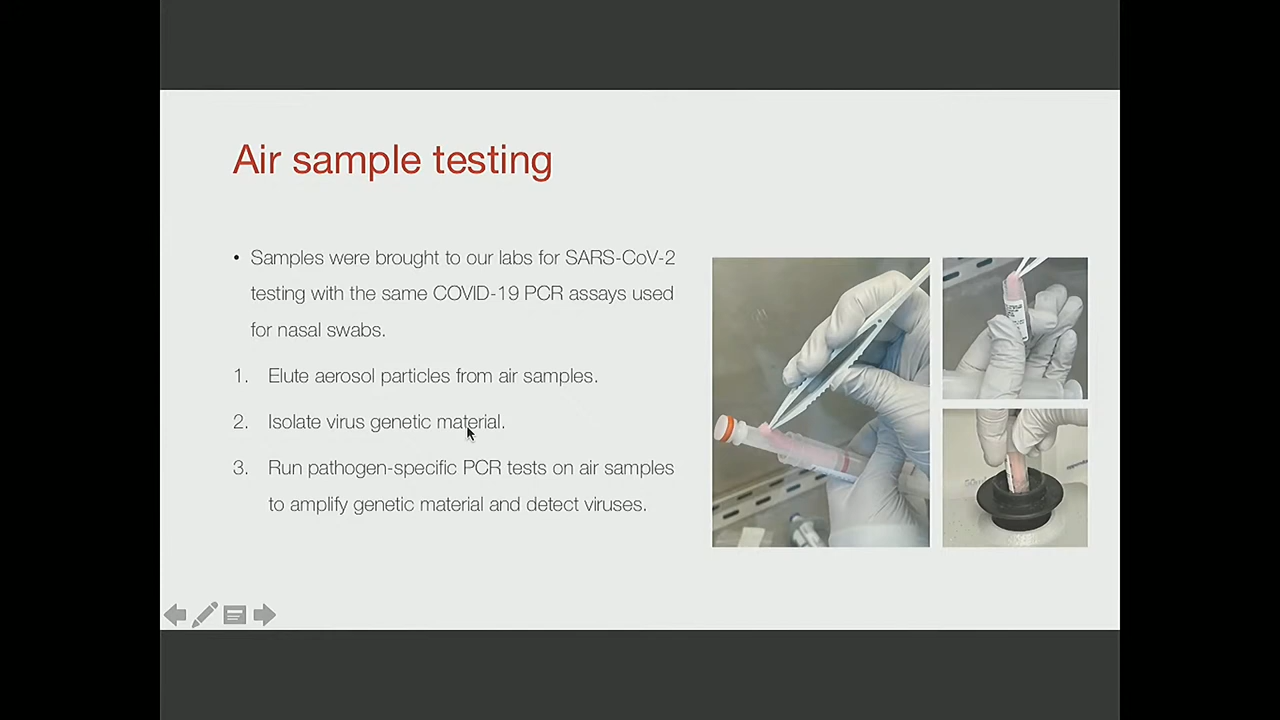 Air sample testing
• Samples were brought to our labs for SARS-CoV-2
testing with the same COVID-19 PCR assays used
for nasal swabs.
1. Elute aerosol particles from air samples.
2. Isolate virus genetic material.
3. Run pathogen-specific PCR tests on air samples
to amplify genetic material and detect viruses.